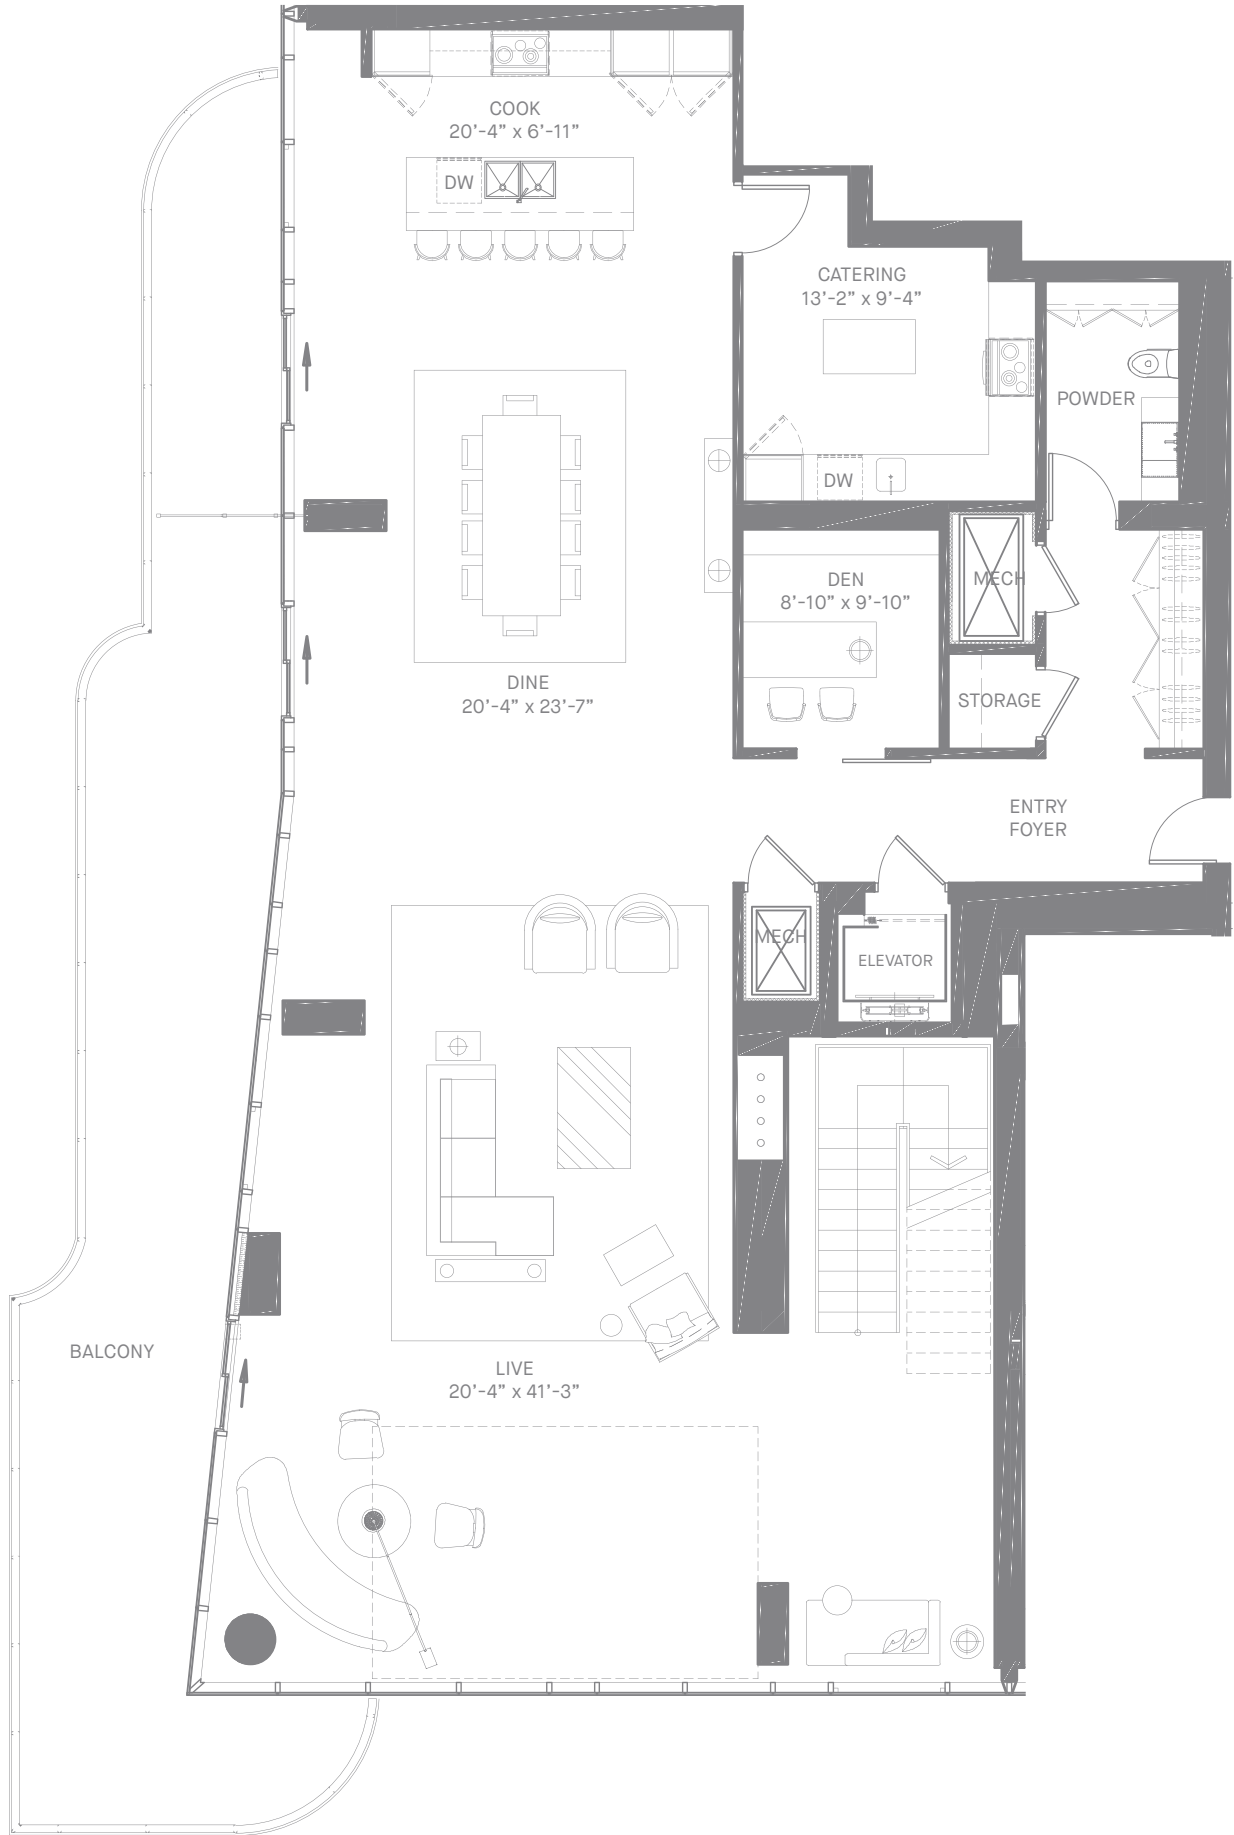 COOK
20’-4” x 6’-11”
DW
CATERING
13’-2” x 9’-4”
POWDER
DW
DEN
8’-10” x 9’-10”
MECH
STORAGE
DINE
20’-4” x 23’-7”
ENTRY
FOYER
MECH
ELEVATOR
BALCONY
LIVE
20’-4” x 41’-3”